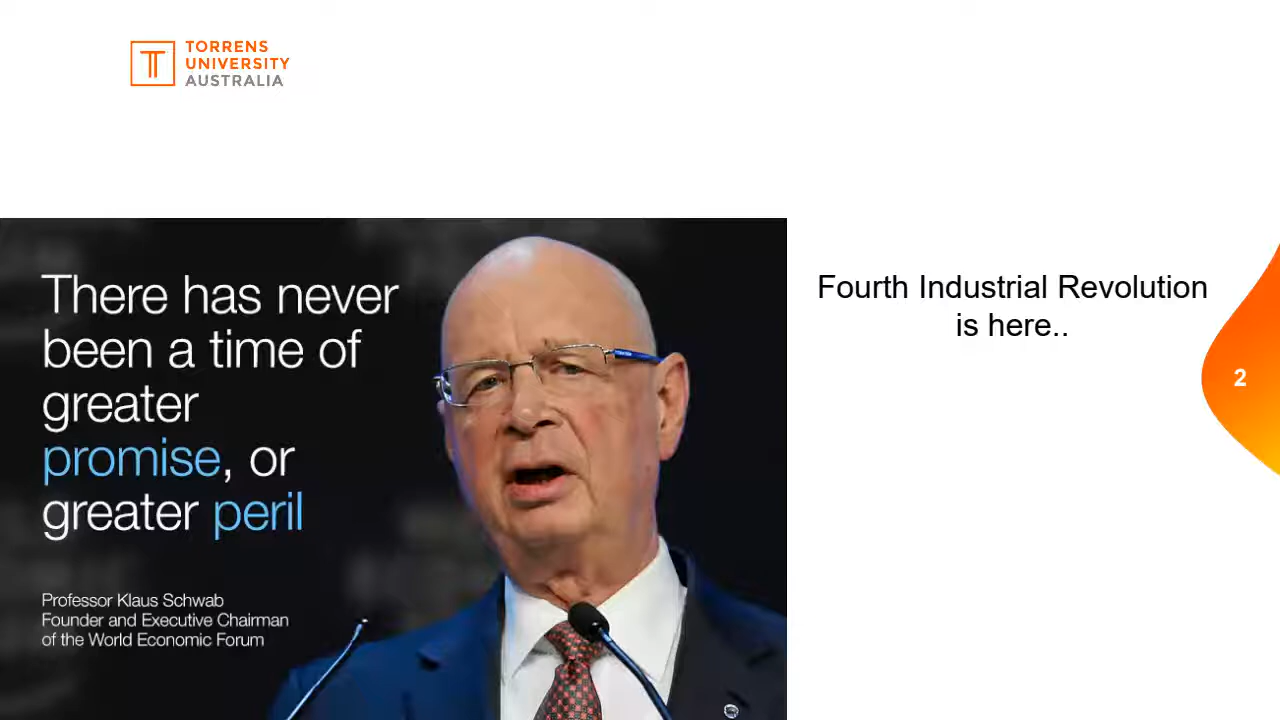 TORRENS
UNIVERSITY
AUSTRALIA
There has never
been a time of
greater
promise, or
greater peril
Professor Klaus Schwab
Founder and Executive Chairman
of the World Economic Forum
Fourth Industrial Revolution
is here..
2